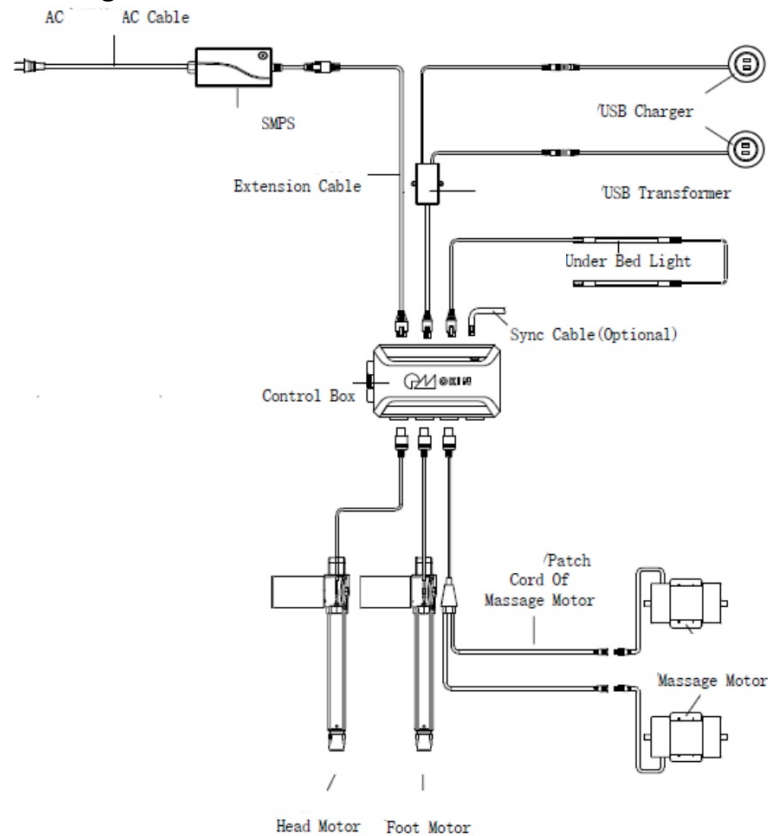 AC AC Cable
SMPS
/USB Charger
Extension Cable
/USB Transformer
Under Bed Light
Sync Cable(Optional)
OKIN
Control Box
/Patch
Cord Of
Massage Motor
Massage Motor
Head Motor
Foot Motor